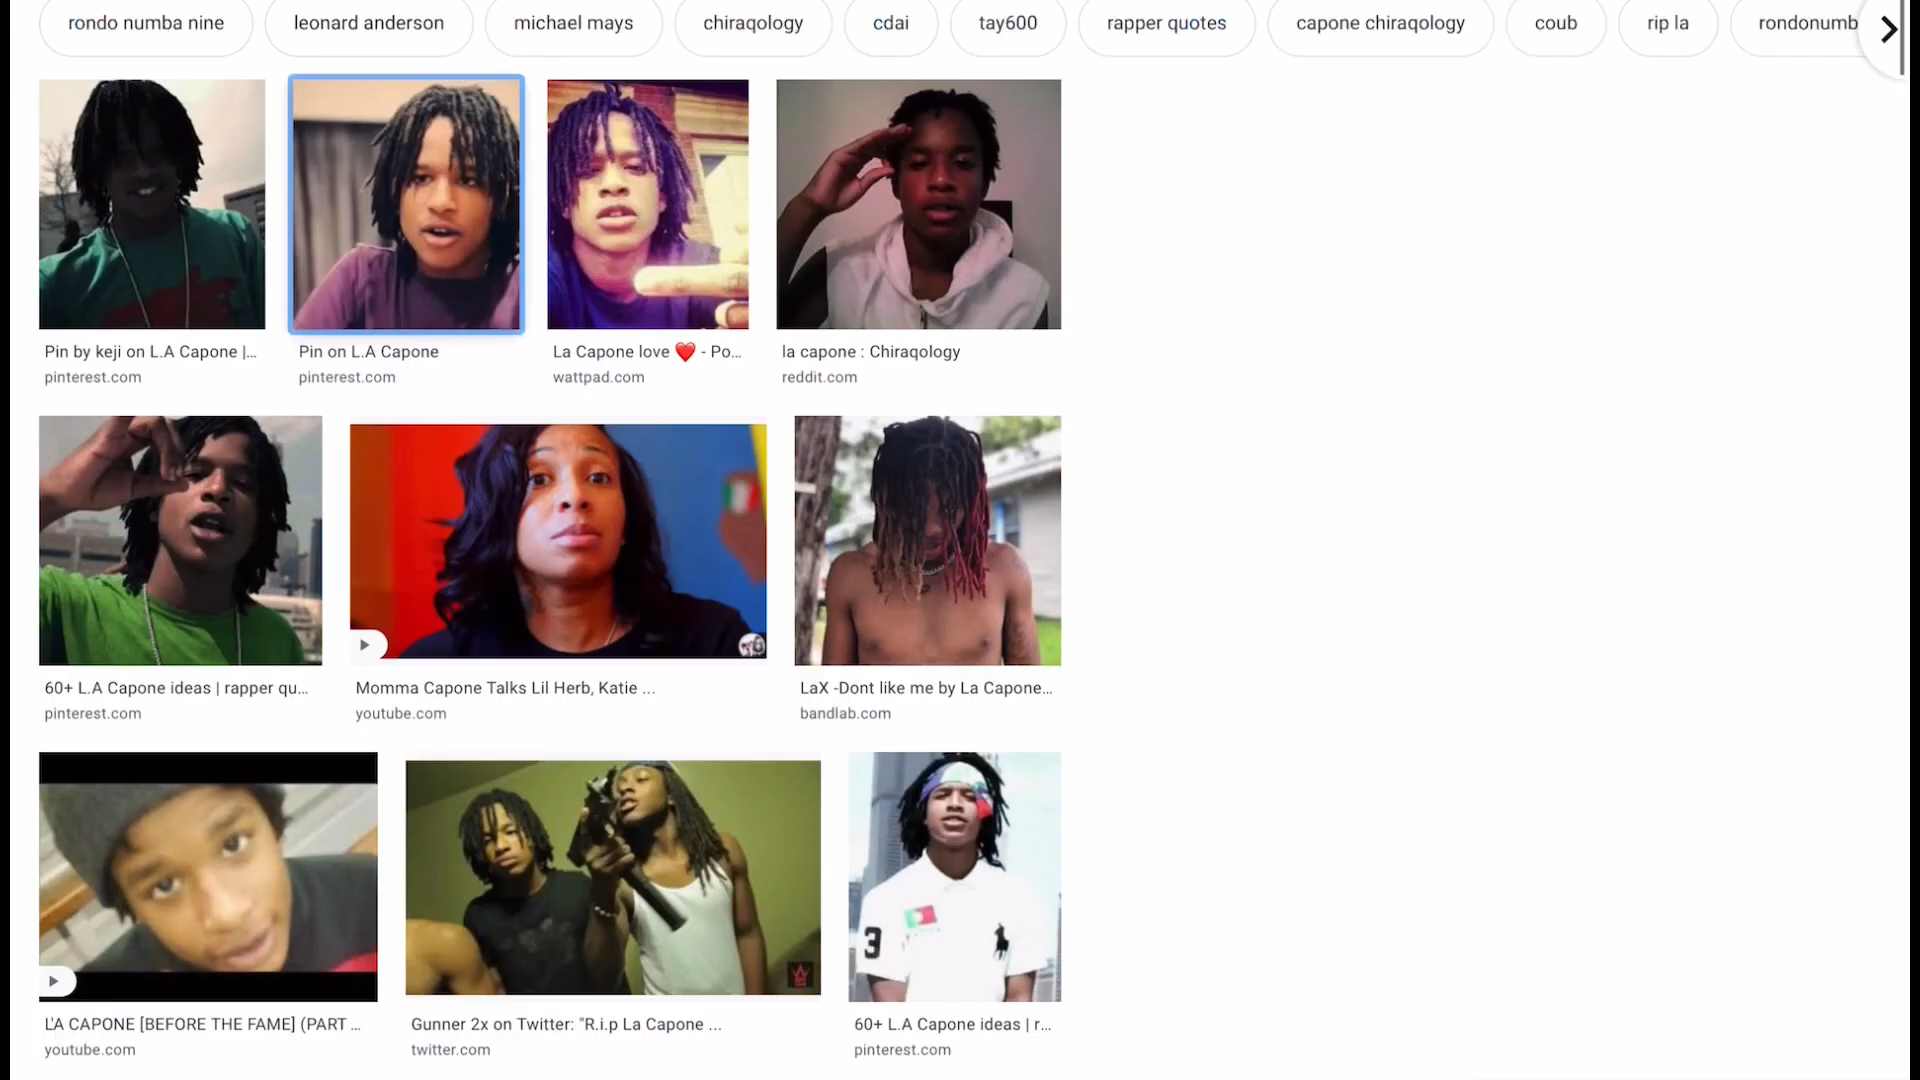 rondo numba nine
leonard anderson
michael mays
chiraqology
cdai
tay600
rapper quotes
capone chiraqology
coub
rip la
rondonumb
Pin by keji on L.A Capone |...
pinterest.com
Pin on L.A Capone
pinterest.com
La Capone love ❤️ - Po...
wattpad.com
la capone : Chiraqology
reddit.com
60+ L.A Capone ideas | rapper qu...
pinterest.com
Momma Capone Talks Lil Herb, Katie ...
youtube.com
LaX -Dont like me by La Capone...
bandlab.com
3
L'A CAPONE [BEFORE THE FAME] (PART ...
youtube.com
Gunner 2x on Twitter: "R.i.p La Capone ...
twitter.com
60+ L.A Capone ideas | r...
pinterest.com